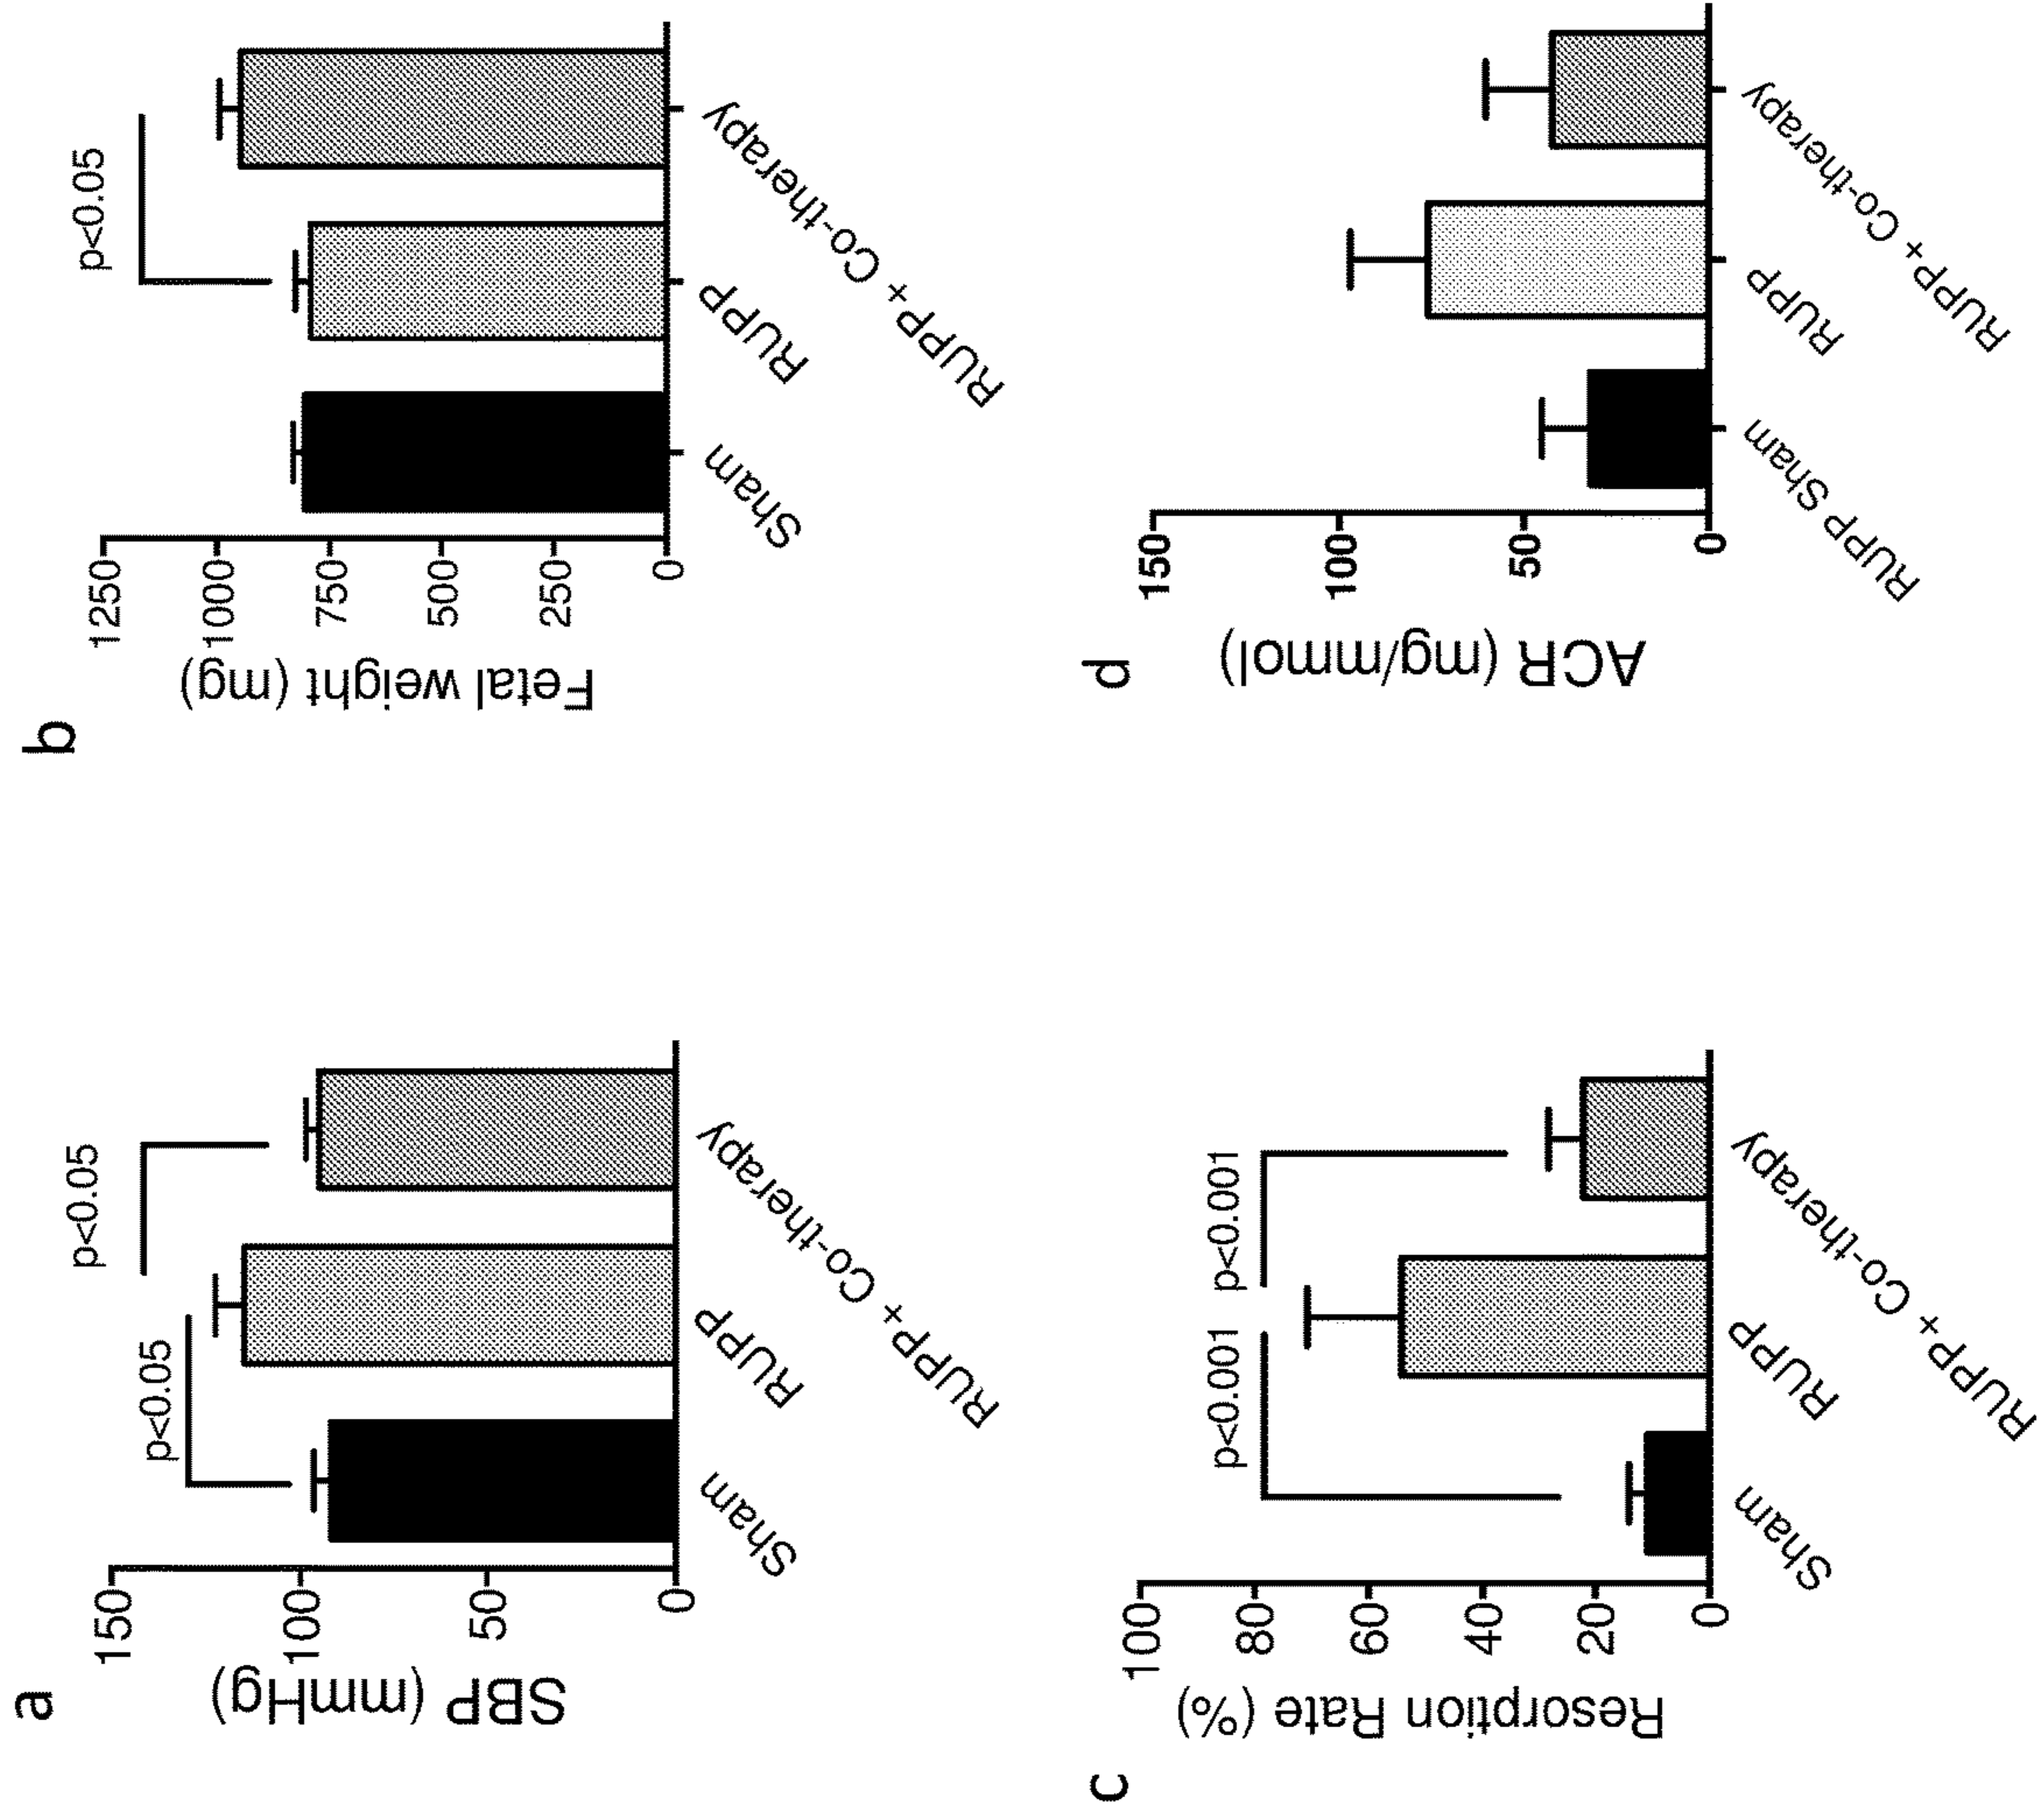 a
SBP (mmHg)
150
100
50
0
p<0.05
p<0.05
Sham
RUPP
RUPP+ Co-therapy
b
Fetal weight (mg)
1250
1000
750
500
250
0
p<0.05
Sham
RUPP
RUPP+ Co-therapy
c
Resorption Rate (%)
100
80
60
40
20
0
p<0.001
p<0.001
Sham
RUPP
RUPP+ Co-therapy
d
ACR (mg/mmol)
150
100
50
0
RUPP Sham
RUPP
RUPP+ Co-therapy